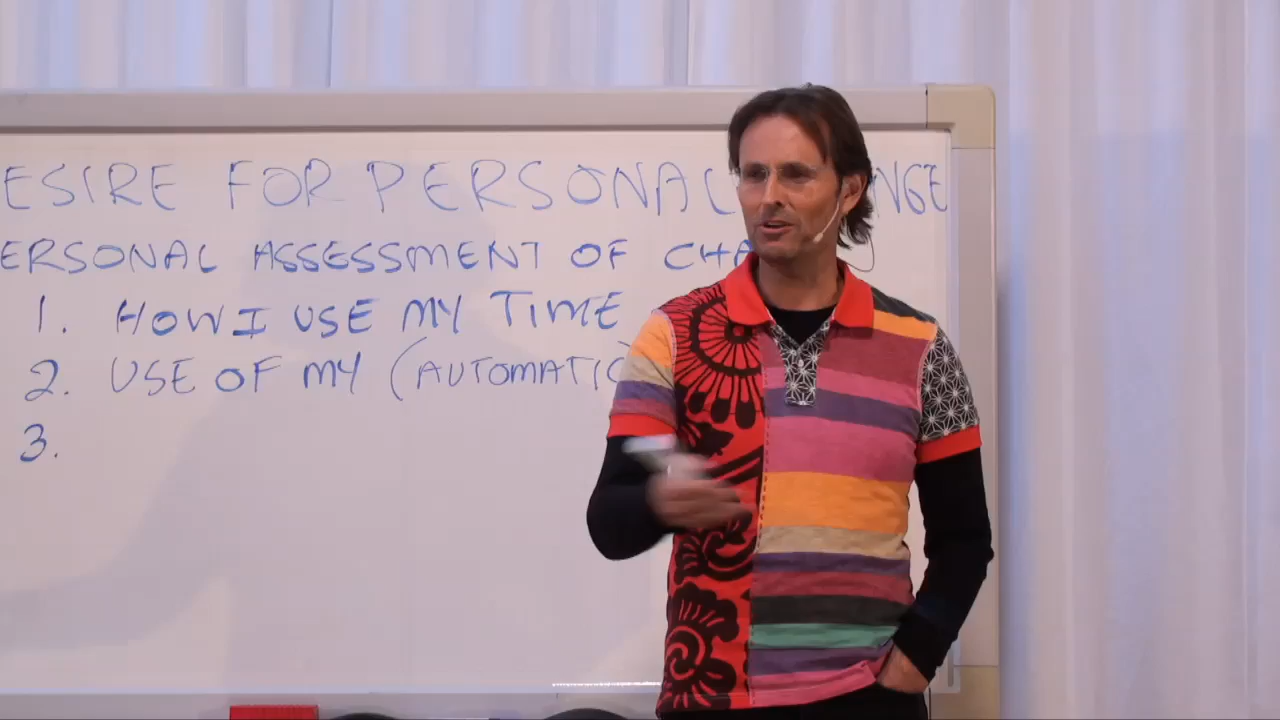 ESIRE FOR PERSONAL NGE
ERSONAL ASSESSMENT OF CHA
1. HOW I USE MY TIME
2. USE OF MY (AUTOMATIC)
3.